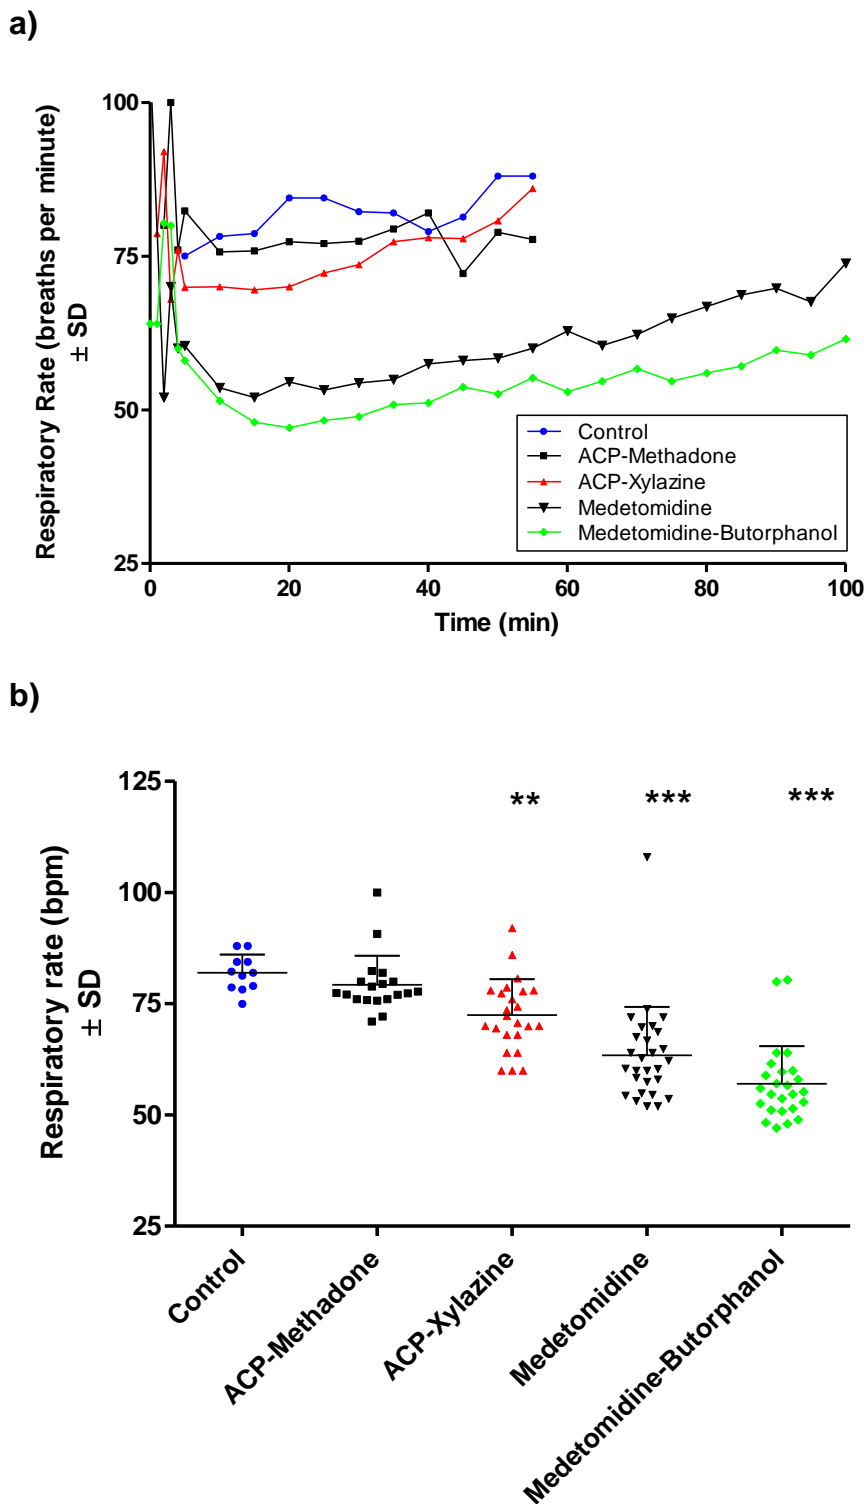 a)
100
75
50
25
Respiratory Rate (breaths per minute)
± SD
0
20
40
60
80
100
Time (min)
Control
ACP-Methadone
ACP-Xylazine
Medetomidine
Medetomidine-Butorphanol
b)
125
100
75
50
25
Respiratory rate (bpm)
± SD
**
***
***
Control
ACP-Methadone
ACP-Xylazine
Medetomidine
Medetomidine-Butorphanol